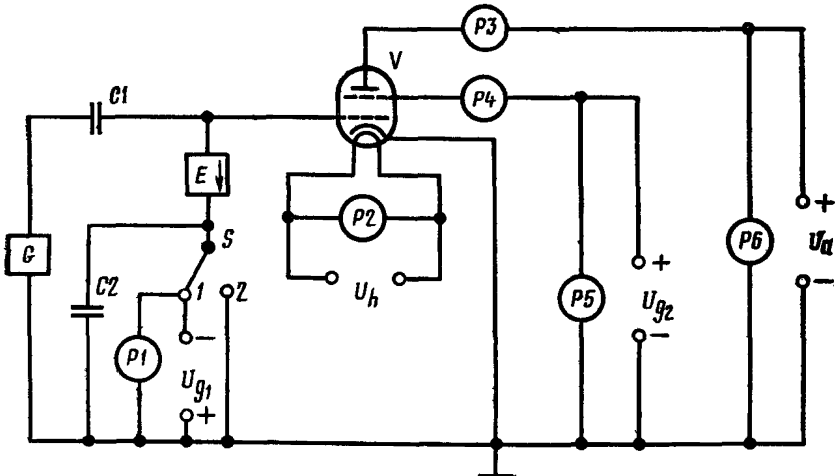 P3
V
C1
P4
E
P2
S
G
P6
+
Ua
−
C2
1
2
Uh
P5
+
Ug2
−
P1
−
Ug1
+